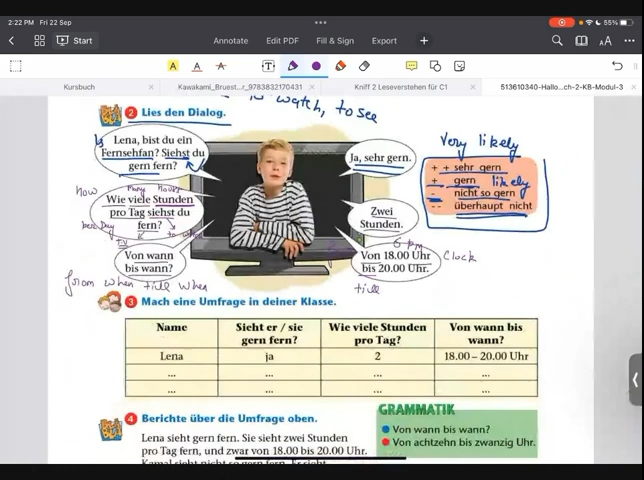 2:22 PM Fri 22 Sep
55%
Start
Annotate
Edit PDF
Fill & Sign
Export
Kursbuch
Kawakami_Bruest...r_9783832170431
Kniff 2 Leseverstehen für C1
513610340-Hallo...ch-2-KB-Modul-3
to watch, to see
2 Lies den Dialog.
Lena, bist du ein
Fernsehfan? Siehst du
gern fern?
Ja, sehr gern.
Very likely
+ + sehr gern
gern likely
nicht so gern
-- überhaupt nicht
how many hours
Wie viele Stunden
pro Tag siehst du
fern?
per Day
TV
Zwei
Stunden.
Von wann
bis wann?
6 pm
Von 18.00 Uhr
bis 20.00 Uhr.
Clock
from when till when
till
3 Mach eine Umfrage in deiner Klasse.
Name Sieht er / sie gern fern? Wie viele Stunden pro Tag? Von wann bis wann?
Lena ja 2 18.00 – 20.00 Uhr
... ... ... ...
... ... ... ...
4 Berichte über die Umfrage oben.
Lena sieht gern fern. Sie sieht zwei Stunden
pro Tag fern, und zwar von 18.00 bis 20.00 Uhr.
Kamal sieht nicht so gern fern. Er sieht
GRAMMATIK
Von wann bis wann?
Von achtzehn bis zwanzig Uhr.